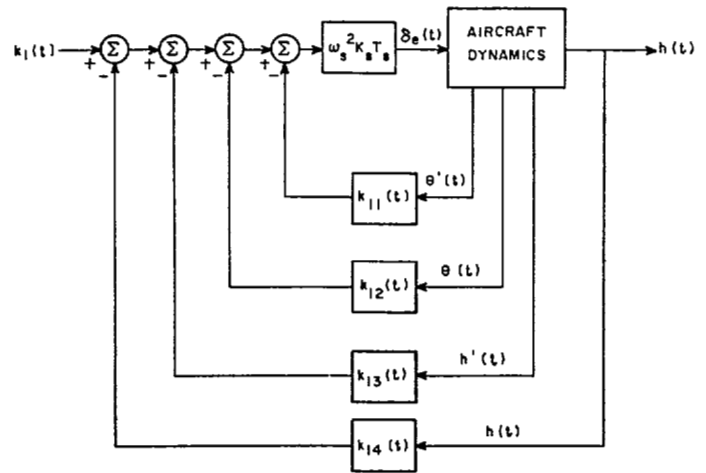 k₁(t) Σ Σ Σ Σ ωₛ²KₛTₛ δₑ(t) AIRCRAFT h(t)
DYNAMICS
+ - + - + - + -
θ'(t)
k₁₁(t)
θ(t)
k₁₂(t)
h'(t)
k₁₃(t)
h(t)
k₁₄(t)